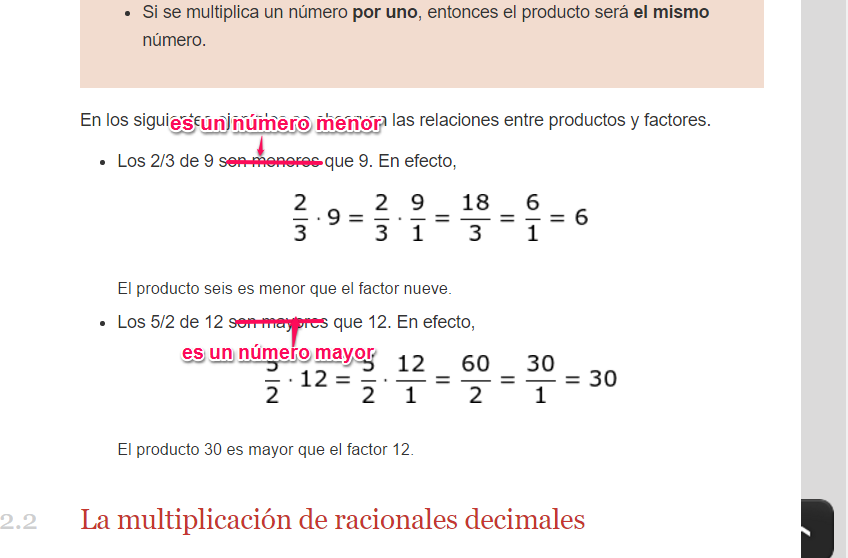 • Si se multiplica un número por uno, entonces el producto será el mismo
número.
En los siguientes es un número menor las relaciones entre productos y factores.
• Los 2/3 de 9 son menores que 9. En efecto,
2/3 · 9 = 2/3 · 9/1 = 18/3 = 6/1 = 6
El producto seis es menor que el factor nueve.
• Los 5/2 de 12 son mayores que 12. En efecto,
es un número mayor
5/2 · 12 = 5/2 · 12/1 = 60/2 = 30/1 = 30
El producto 30 es mayor que el factor 12.
2.2 La multiplicación de racionales decimales